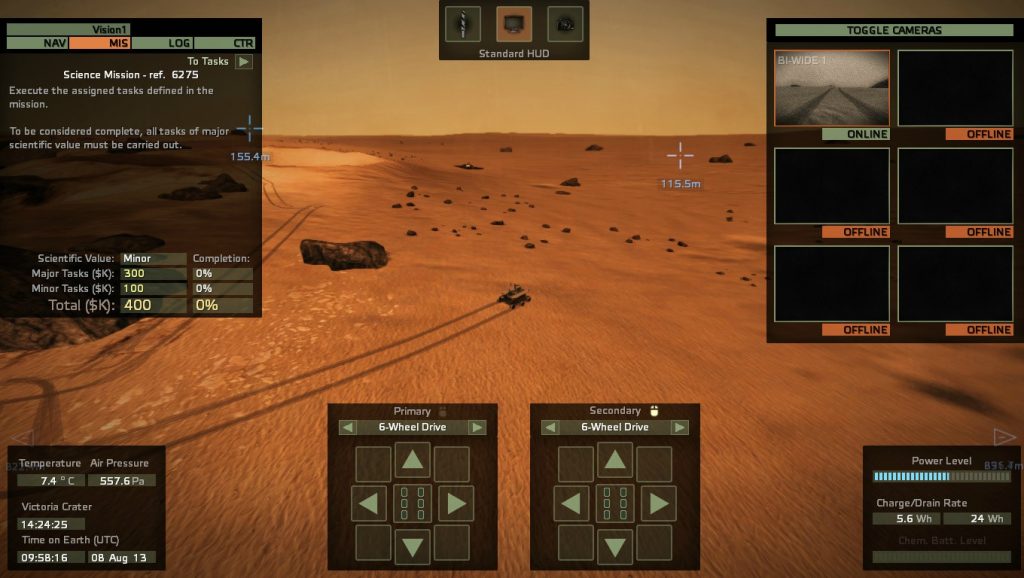 Vision1
NAV MIS LOG CTR
To Tasks
Science Mission - ref. 6275
Execute the assigned tasks defined in the
mission.
To be considered complete, all tasks of major
scientific value must be carried out.
Scientific Value: Minor Completion:
Major Tasks ($K): 300 0%
Minor Tasks ($K): 100 0%
Total ($K): 400 0%
Standard HUD
155.4m
115.5m
TOGGLE CAMERAS
BI-WIDE 1
ONLINE OFFLINE
OFFLINE OFFLINE
OFFLINE OFFLINE
Primary
6-Wheel Drive
Secondary
6-Wheel Drive
Temperature Air Pressure
7.4 °C 557.6 Pa
Victoria Crater
14:24:25
Time on Earth (UTC)
09:58:16 08 Aug 13
Power Level
896.4m
Charge/Drain Rate
5.6 Wh 24 Wh
Chem. Batt. Level